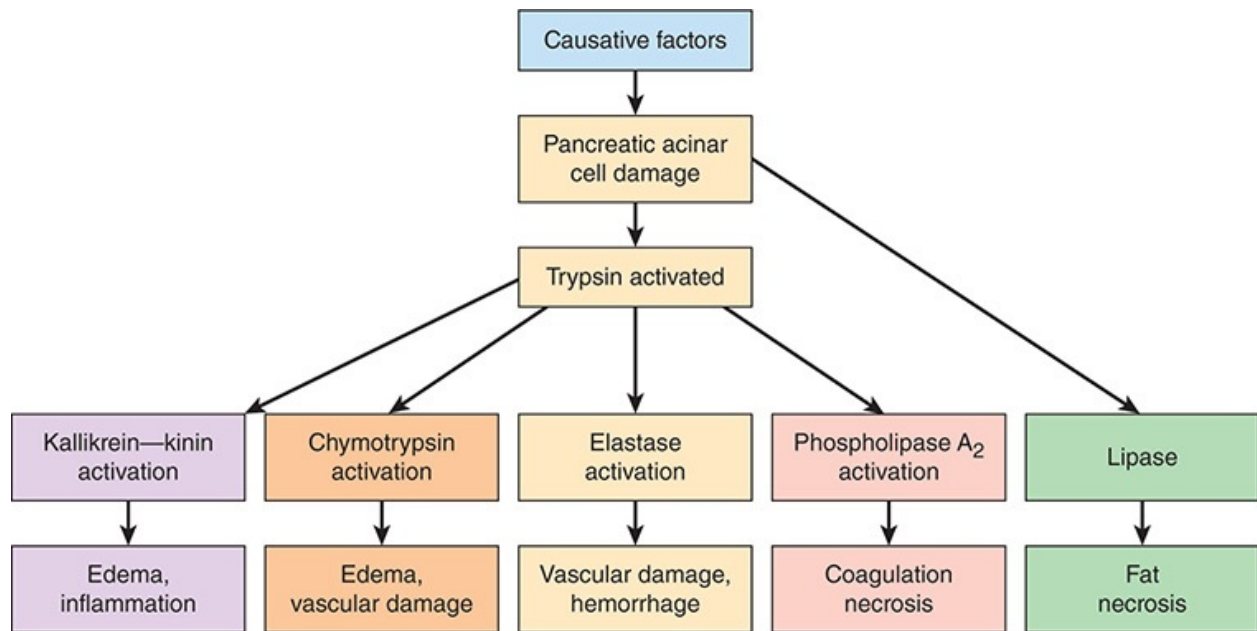 Causative factors
Pancreatic acinar
cell damage
Trypsin activated
Kallikrein—kinin
activation
Chymotrypsin
activation
Elastase
activation
Phospholipase A2
activation
Lipase
Edema,
inflammation
Edema,
vascular damage
Vascular damage,
hemorrhage
Coagulation
necrosis
Fat
necrosis